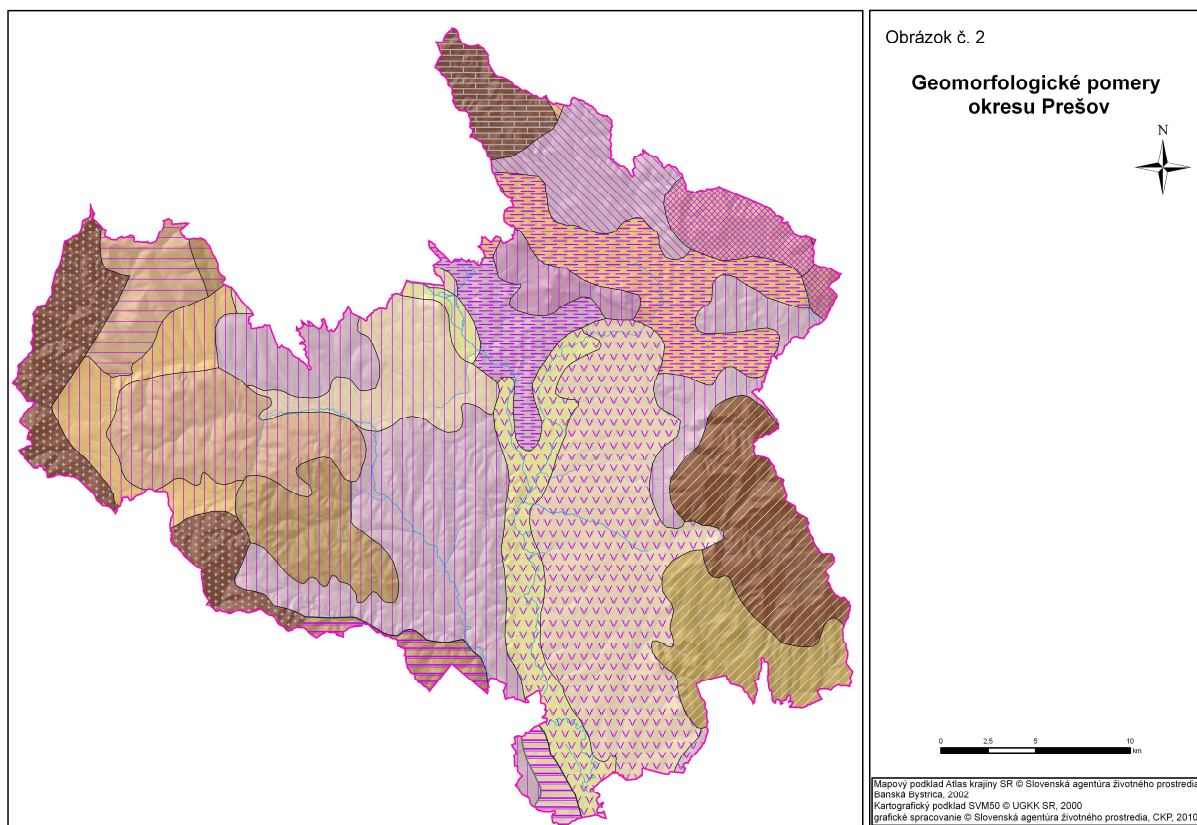 Obrázok č. 2
Geomorfologické pomery
okresu Prešov
N
0 2,5 5 10
km
Mapový podklad Atlas krajiny SR © Slovenská agentúra životného prostredia
Banská Bystrica, 2002
Kartografický podklad SVM50 © UGKK SR, 2000
grafické spracovanie © Slovenská agentúra životného prostredia, CKP, 2010